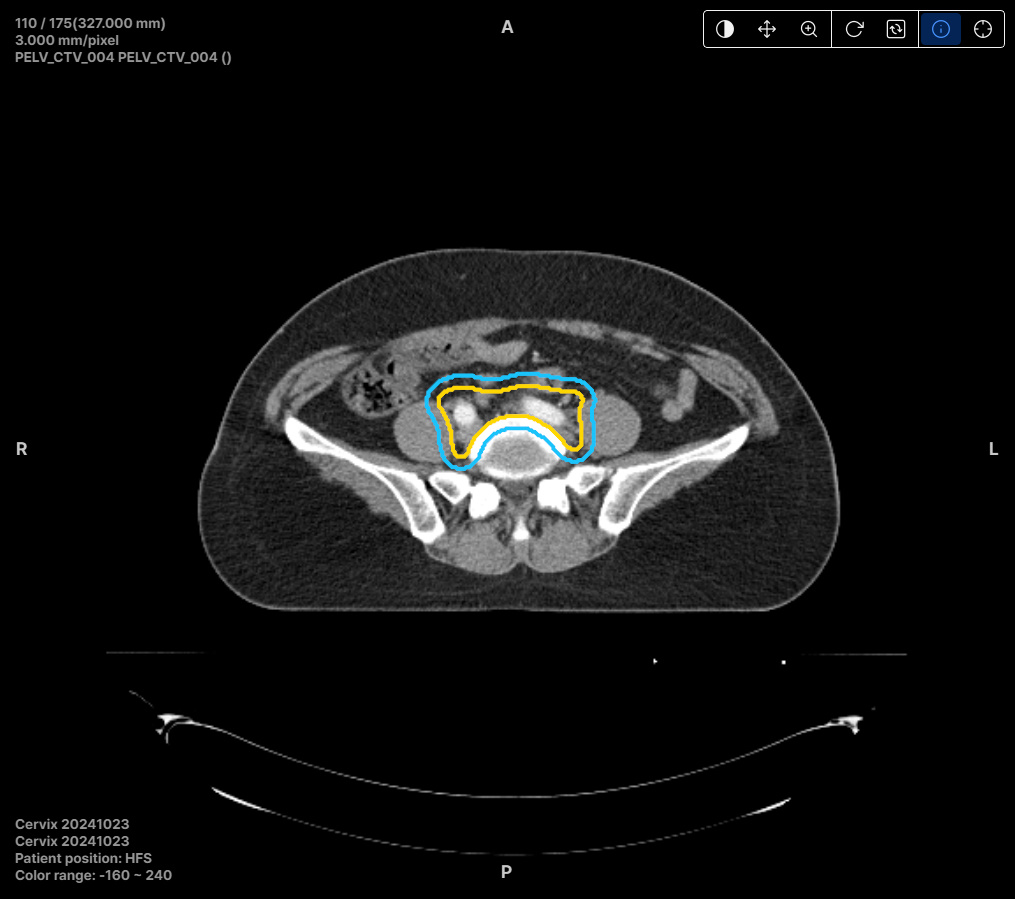 110 / 175(327.000 mm)
3.000 mm/pixel
PELV_CTV_004 PELV_CTV_004 ()
A
R
L
Cervix 20241023
Cervix 20241023
Patient position: HFS
Color range: -160 ~ 240
P